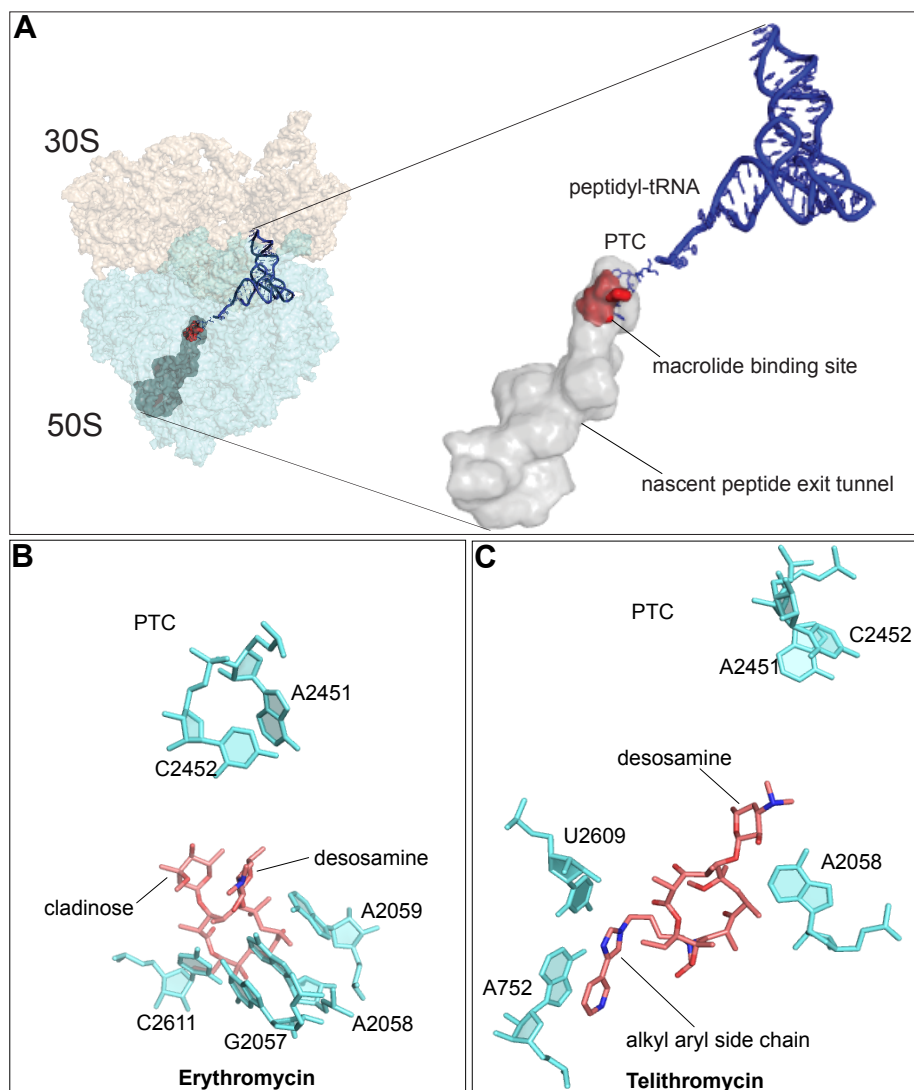 A
30S
50S
peptidyl-tRNA
PTC
macrolide binding site
nascent peptide exit tunnel
B
PTC
A2451
C2452
desosamine
cladinose
A2059
C2611
A2058
G2057
Erythromycin
C
PTC
C2452
A2451
desosamine
U2609
A2058
A752
alkyl aryl side chain
Telithromycin